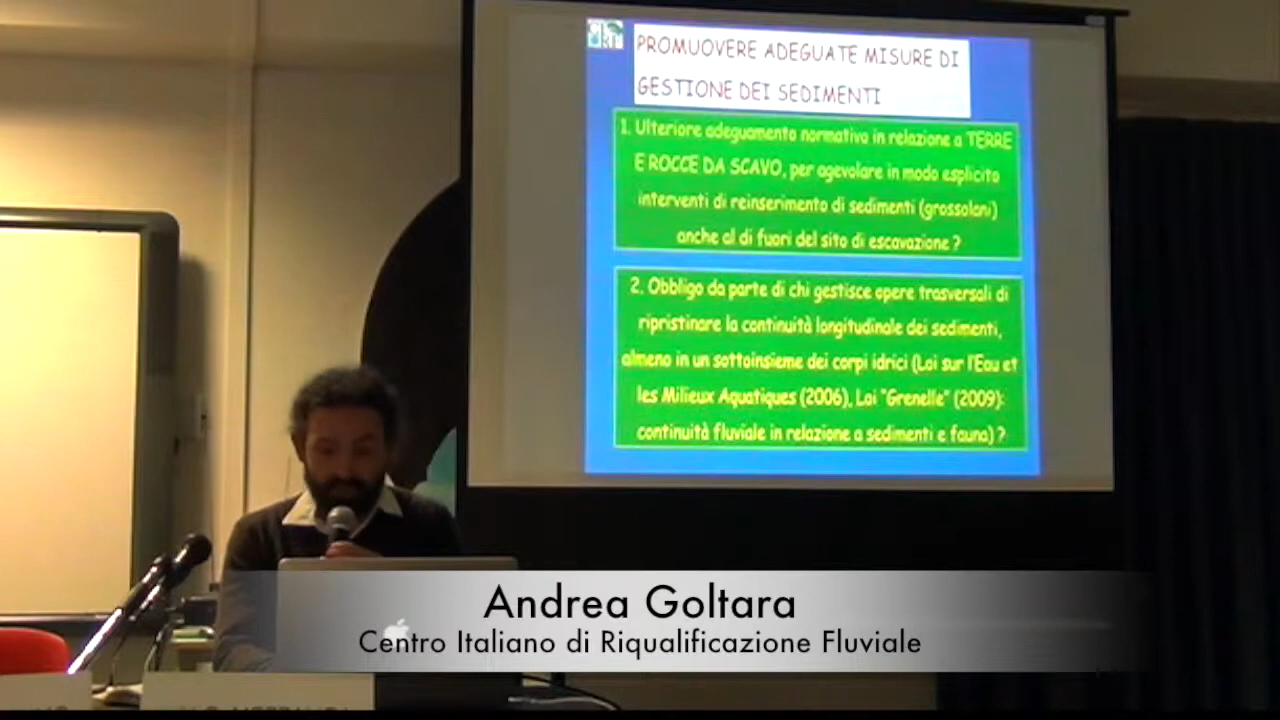 PROMUOVERE ADEGUATE MISURE DI
GESTIONE DEI SEDIMENTI
1. Ulteriore adeguamento normativo in relazione a TERRE
E ROCCE DA SCAVO, per agevolare in modo esplicito
interventi di reinserimento di sedimenti (grossolani)
anche al di fuori del sito di escavazione ?
2. Obbligo da parte di chi gestisce opere trasversali di
ripristinare la continuità longitudinale dei sedimenti,
almeno in un sottoinsieme dei corpi idrici (Loi sur l'Eau et
les Milieux Aquatiques (2006), Loi "Grenelle" (2009):
continuità fluviale in relazione a sedimenti e fauna) ?
Andrea Goltara
Centro Italiano di Riqualificazione Fluviale